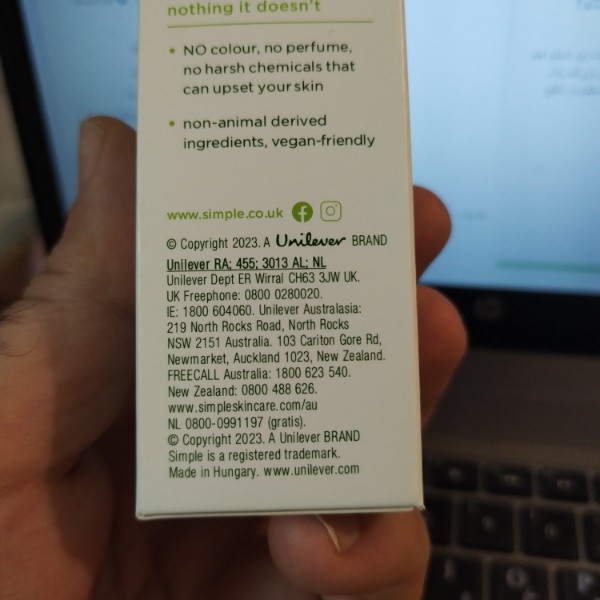 nothing it doesn't
• NO colour, no perfume,
no harsh chemicals that
can upset your skin
• non-animal derived
ingredients, vegan-friendly
www.simple.co.uk
© Copyright 2023. A Unilever BRAND
Unilever RA; 455; 3013 AL; NL
Unilever Dept ER Wirral CH63 3JW UK.
UK Freephone: 0800 0280020.
IE: 1800 604060. Unilever Australasia:
219 North Rocks Road, North Rocks
NSW 2151 Australia. 103 Carlton Gore Rd,
Newmarket, Auckland 1023, New Zealand.
FREECALL Australia: 1800 623 540.
New Zealand: 0800 488 626.
www.simpleskincare.com/au
NL 0800-0991197 (gratis).
© Copyright 2023. A Unilever BRAND
Simple is a registered trademark.
Made in Hungary. www.unilever.com